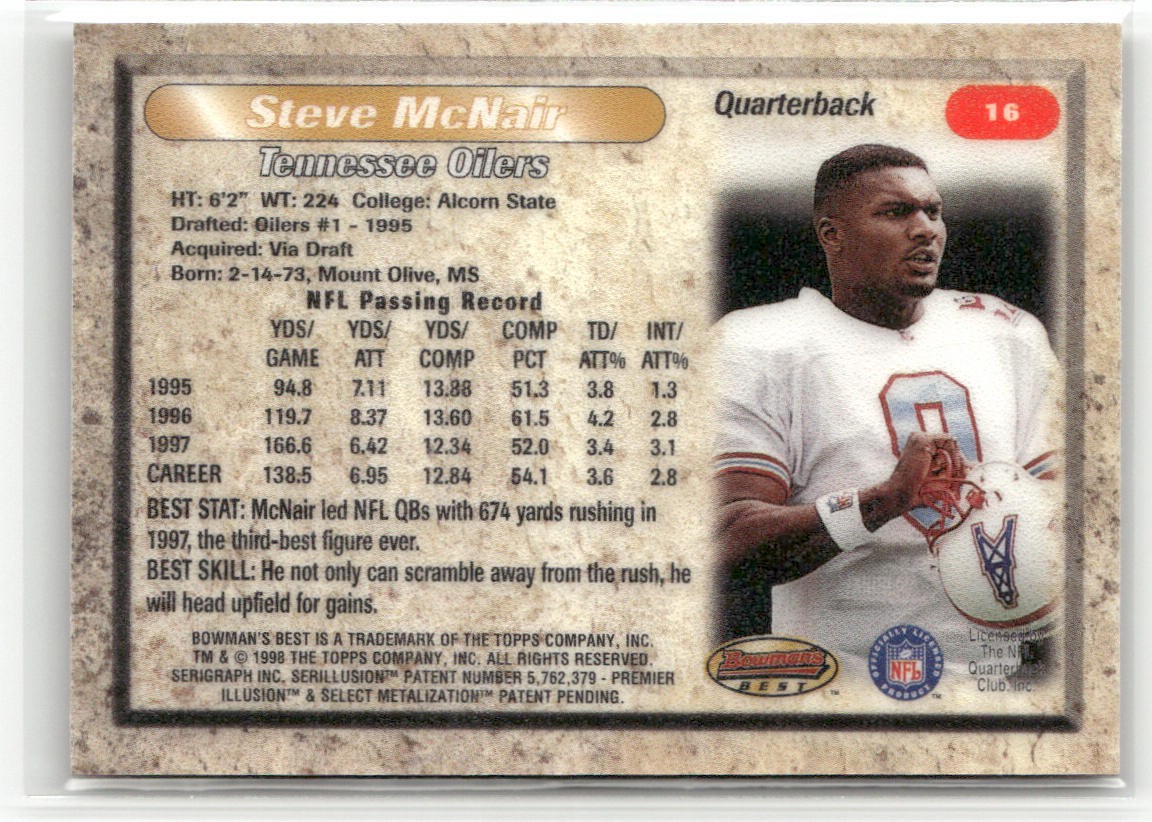 Steve McNair
Quarterback
16
Tennessee Oilers
HT: 6'2" WT: 224 College: Alcorn State
Drafted: Oilers #1 - 1995
Acquired: Via Draft
Born: 2-14-73, Mount Olive, MS
NFL Passing Record
YDS/ YDS/ YDS/ COMP TD/ INT/
GAME ATT COMP PCT ATT% ATT%
1995 94.8 7.11 13.88 51.3 3.8 1.3
1996 119.7 8.37 13.60 61.5 4.2 2.8
1997 166.6 6.42 12.34 52.0 3.4 3.1
CAREER 138.5 6.95 12.84 54.1 3.6 2.8
BEST STAT: McNair led NFL QBs with 674 yards rushing in
1997, the third-best figure ever.
BEST SKILL: He not only can scramble away from the rush, he
will head upfield for gains.
BOWMAN'S BEST IS A TRADEMARK OF THE TOPPS COMPANY, INC.
TM & © 1998 THE TOPPS COMPANY, INC. ALL RIGHTS RESERVED.
SERIGRAPH INC. SERILLUSION™ PATENT NUMBER 5,762,379 - PREMIER
ILLUSION™ & SELECT METALIZATION™ PATENT PENDING.
Bowman's
BEST™
OFFICIALLY LICENSED
NFL
PRODUCT™
Licensed by
The NFL
Quarterback
Club, Inc.
9